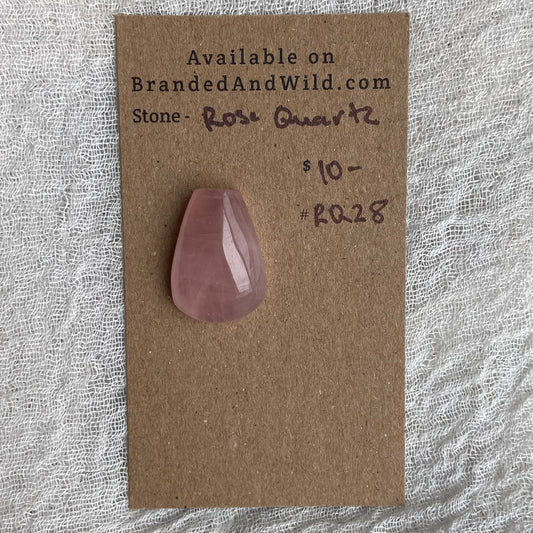 Available on
BrandedAndWild.com
Stone - Rose Quartz
$ 10-
# RQ28